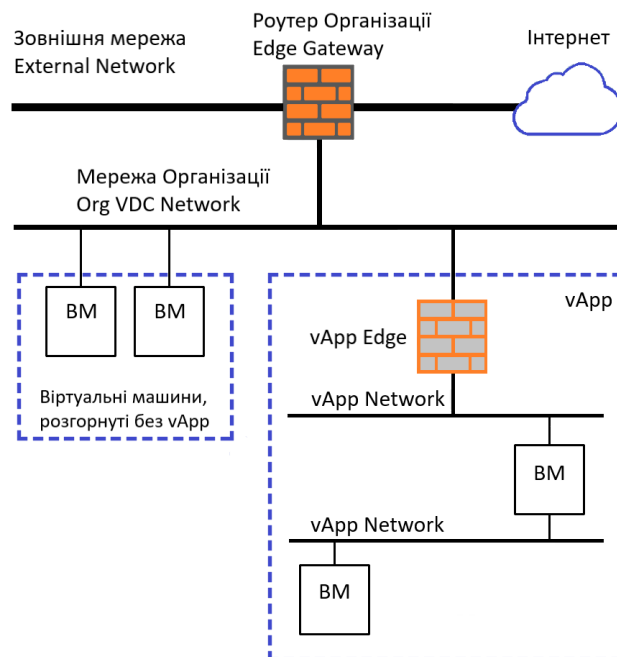 Зовнішня мережа
External Network
Роутер Організації
Edge Gateway
Інтернет
Мережа Організації
Org VDC Network
ВМ
ВМ
Віртуальні машини,
розгорнуті без vApp
vApp
vApp Edge
vApp Network
ВМ
vApp Network
ВМ